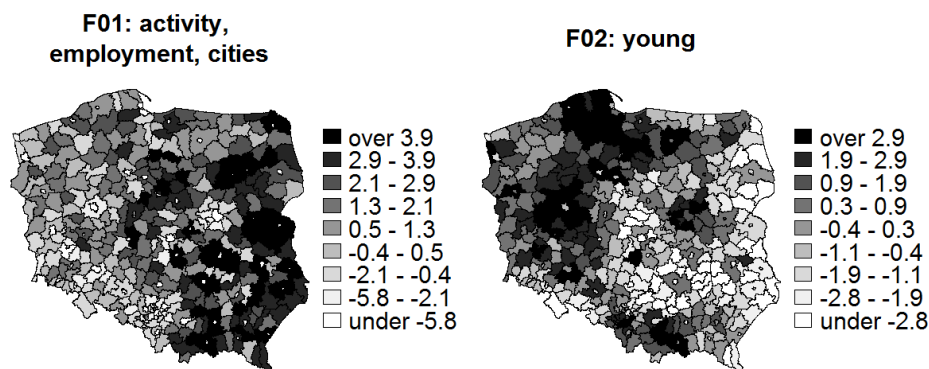 F01: activity,
employment, cities
over 3.9
2.9 - 3.9
2.1 - 2.9
1.3 - 2.1
0.5 - 1.3
-0.4 - 0.5
-2.1 - -0.4
-5.8 - -2.1
under -5.8
F02: young
over 2.9
1.9 - 2.9
0.9 - 1.9
0.3 - 0.9
-0.4 - 0.3
-1.1 - -0.4
-1.9 - -1.1
-2.8 - -1.9
under -2.8